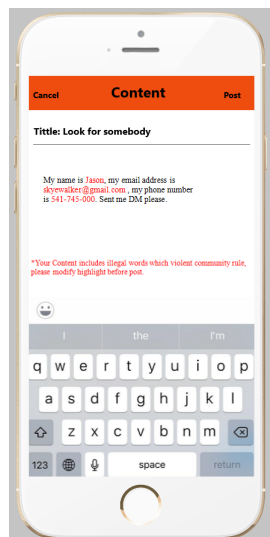 Cancel Content Post
Tittle: Look for somebody
My name is Jason, my email address is
skyewalker@gmail.com , my phone number
is 541-745-000. Sent me DM please.
*Your Content includes illegal words which violent community rule,
please modify highlight before post.
I the I'm
q w e r t y u i o p
a s d f g h j k l
z x c v b n m
123 space return